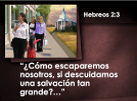 Hebreos 2:3
"¿Cómo escaparemos
nosotros, si descuidamos
una salvación tan
grande?..."